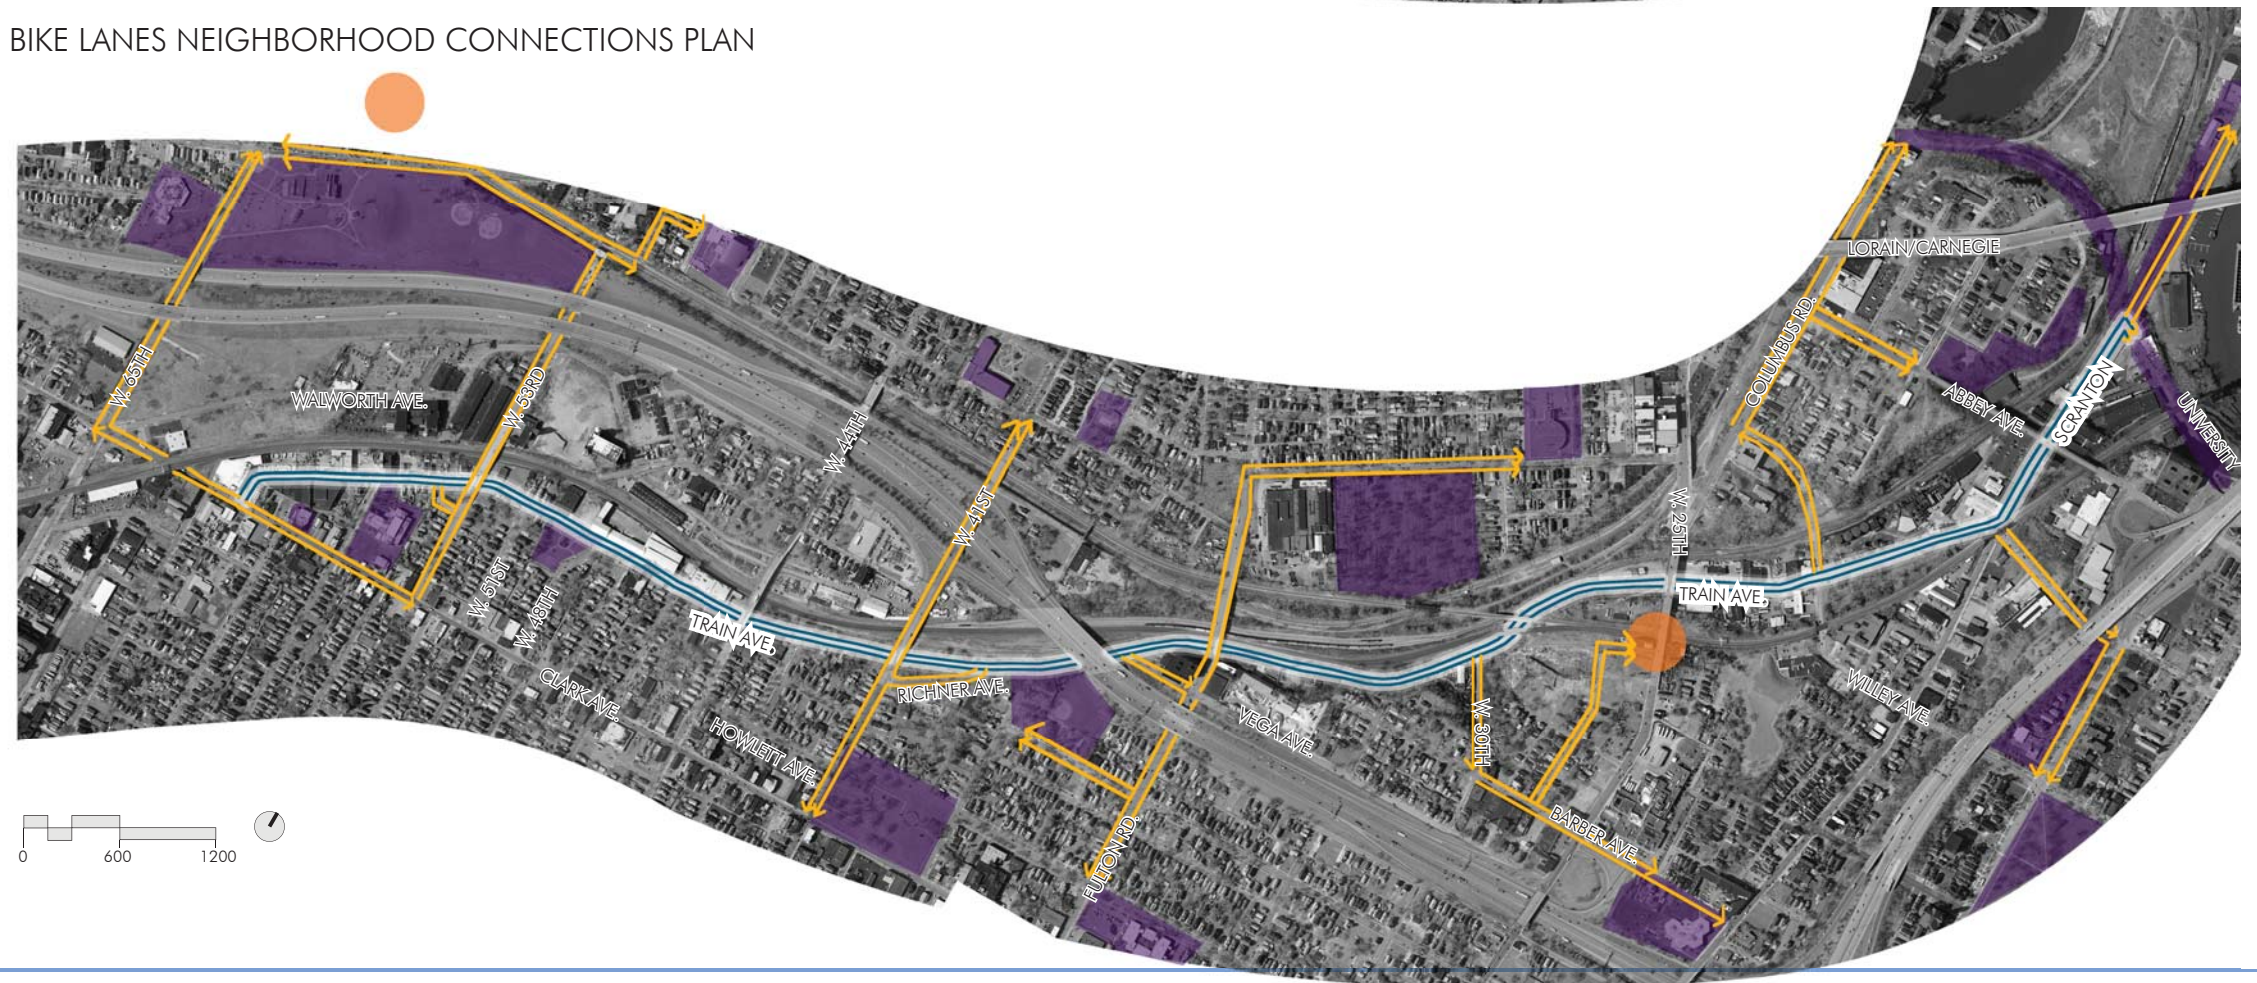 BIKE LANES NEIGHBORHOOD CONNECTIONS PLAN
LORAIN/CARNEGIE
COLUMBUS RD.
W. 65TH
WALWORTH AVE.
W. 53RD
W. 44TH
ABBEY AVE.
SCRANTON
UNIVERSITY
W. 41ST
W. 25TH
W. 51ST
W. 48TH
TRAIN AVE.
TRAIN AVE.
CLARK AVE.
RICHNER AVE.
HOWLETT AVE.
VEGA AVE.
W. 30TH
WILLEY AVE.
BARBER AVE.
FULTON RD.
0 600 1200